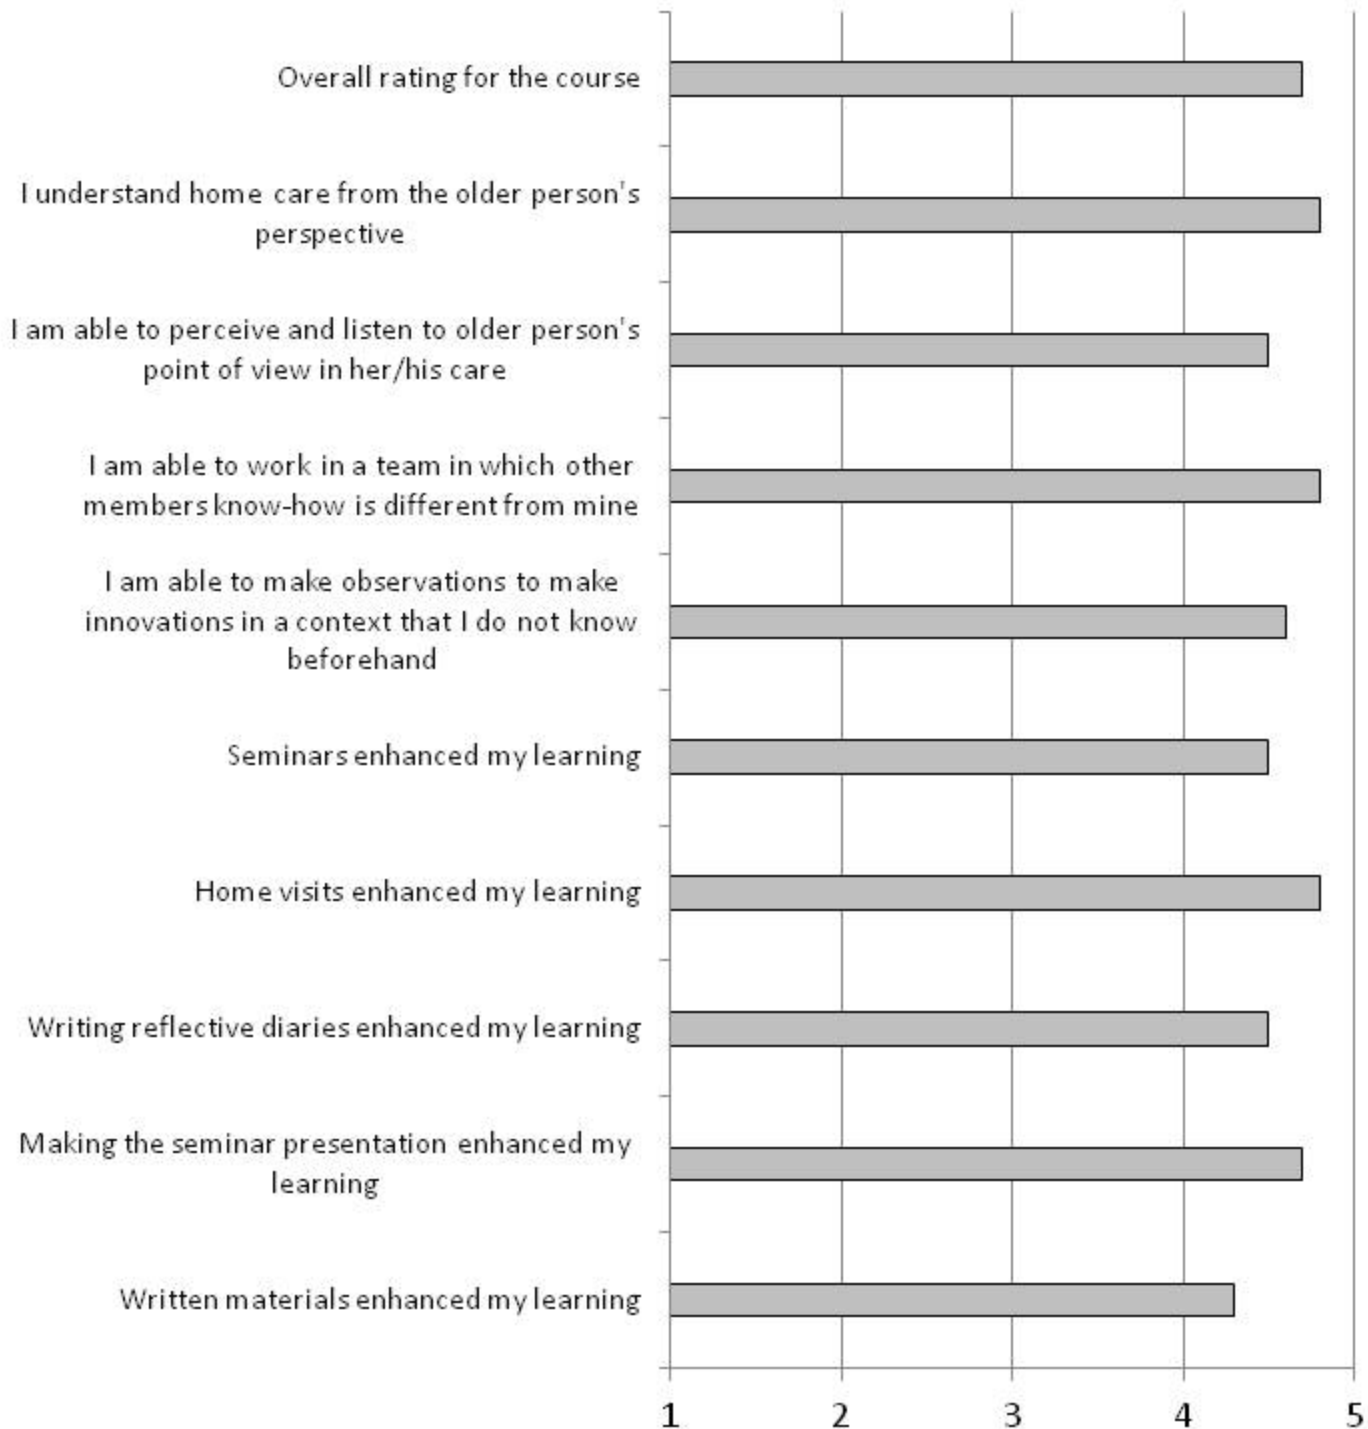 Overall rating for the course
I understand home care from the older person's
perspective
I am able to perceive and listen to older person's
point of view in her/his care
I am able to work in a team in which other
members know-how is different from mine
I am able to make observations to make
innovations in a context that I do not know
beforehand
Seminars enhanced my learning
Home visits enhanced my learning
Writing reflective diaries enhanced my learning
Making the seminar presentation enhanced my
learning
Written materials enhanced my learning
1 2 3 4 5